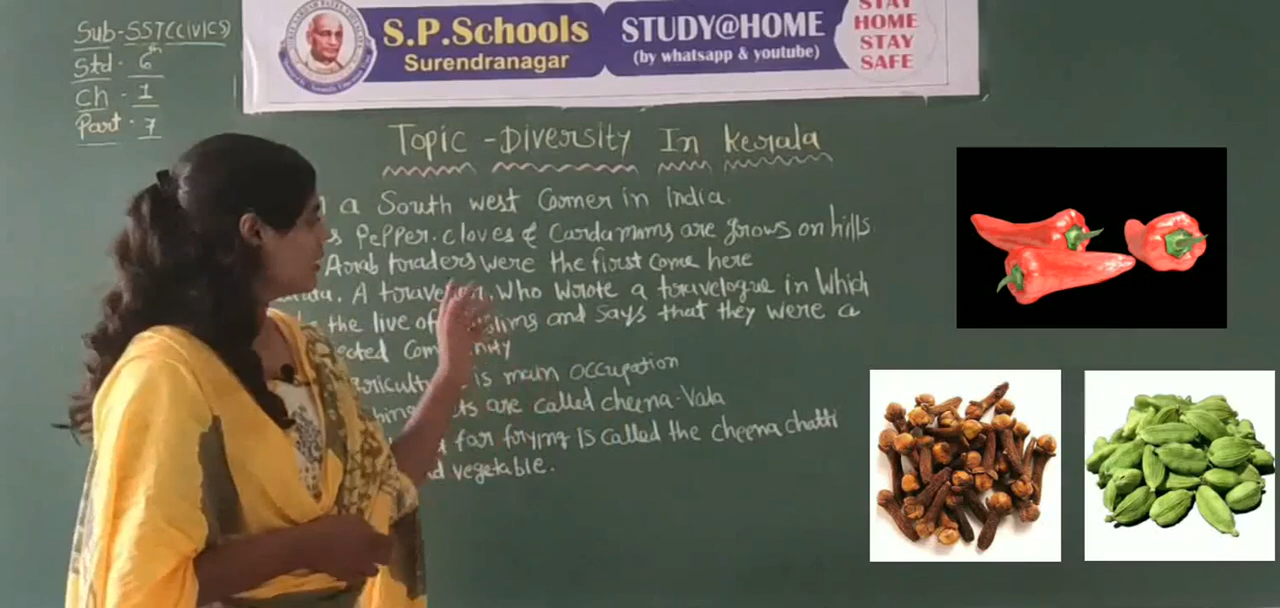 Sub-SST(CIVICS)
Std - 6th
Ch - 1
Part - 7
S.P.Schools
Surendranagar
STUDY@HOME
(by whatsapp & youtube)
STAY
HOME
STAY
SAFE
Topic - Diversity In Kerala
a South west Corner in India.
Pepper. cloves & Cardamoms are grows on hills
Arab traders were the first come here
A traveller, Who Wrote a travelogue in Which
the live of and says that they were a
is main occupation
are called cheena-Vala
for frying is called the cheena chatti
vegetable.